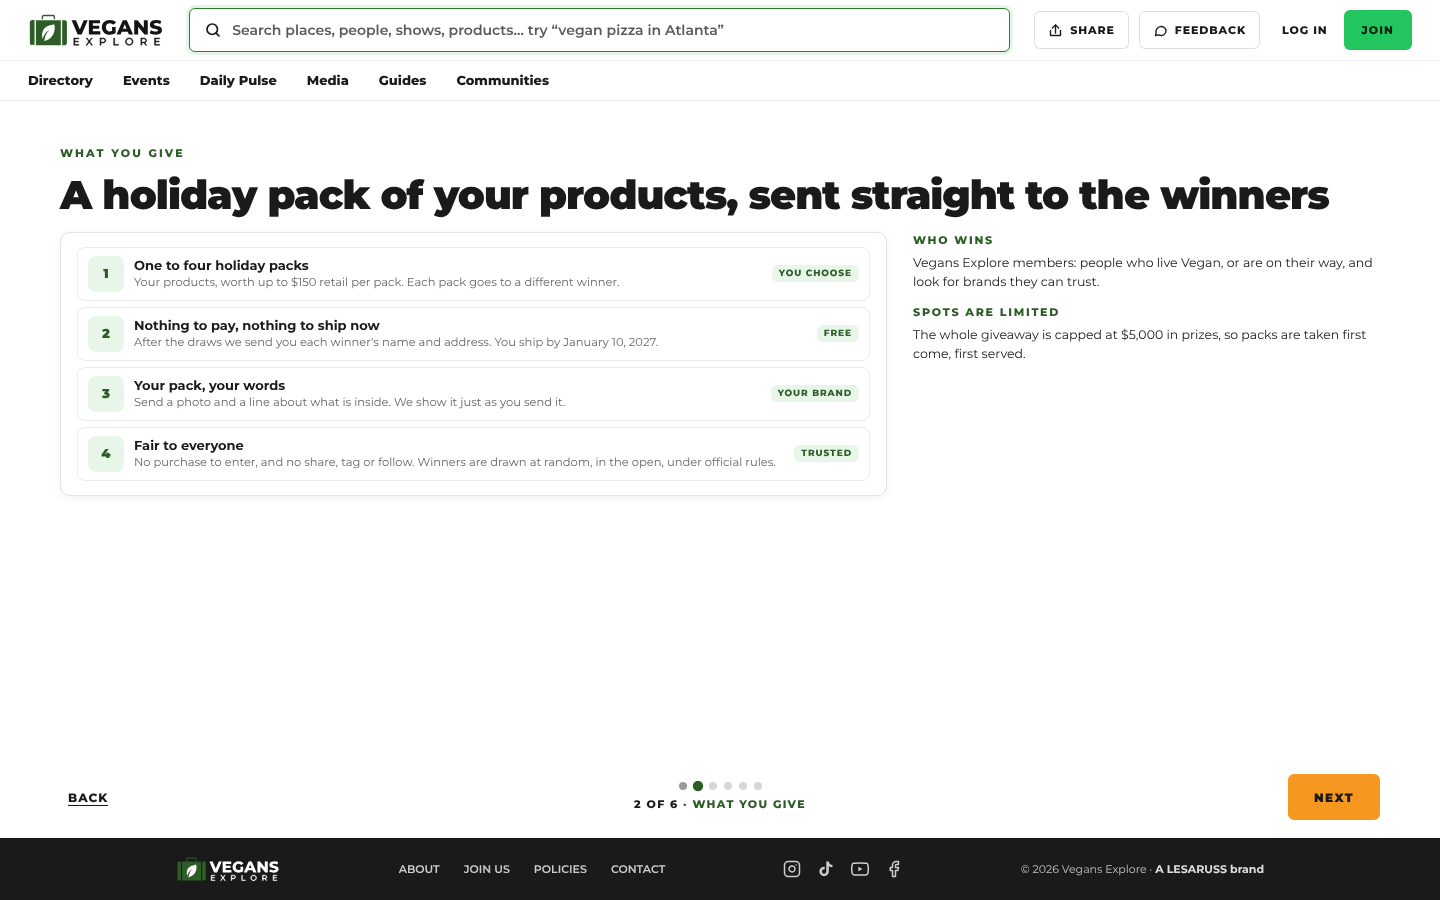 VEGANS
EXPLORE
Search places, people, shows, products... try “vegan pizza in Atlanta”
SHARE
FEEDBACK
LOG IN
JOIN
Directory
Events
Daily Pulse
Media
Guides
Communities
WHAT YOU GIVE
A holiday pack of your products, sent straight to the winners
1
One to four holiday packs
Your products, worth up to $150 retail per pack. Each pack goes to a different winner.
YOU CHOOSE
2
Nothing to pay, nothing to ship now
After the draws we send you each winner's name and address. You ship by January 10, 2027.
FREE
3
Your pack, your words
Send a photo and a line about what is inside. We show it just as you send it.
YOUR BRAND
4
Fair to everyone
No purchase to enter, and no share, tag or follow. Winners are drawn at random, in the open, under official rules.
TRUSTED
WHO WINS
Vegans Explore members: people who live Vegan, or are on their way, and
look for brands they can trust.
SPOTS ARE LIMITED
The whole giveaway is capped at $5,000 in prizes, so packs are taken first
come, first served.
BACK
2 OF 6 · WHAT YOU GIVE
NEXT
VEGANS
EXPLORE
ABOUT
JOIN US
POLICIES
CONTACT
© 2026 Vegans Explore · A LESARUSS brand